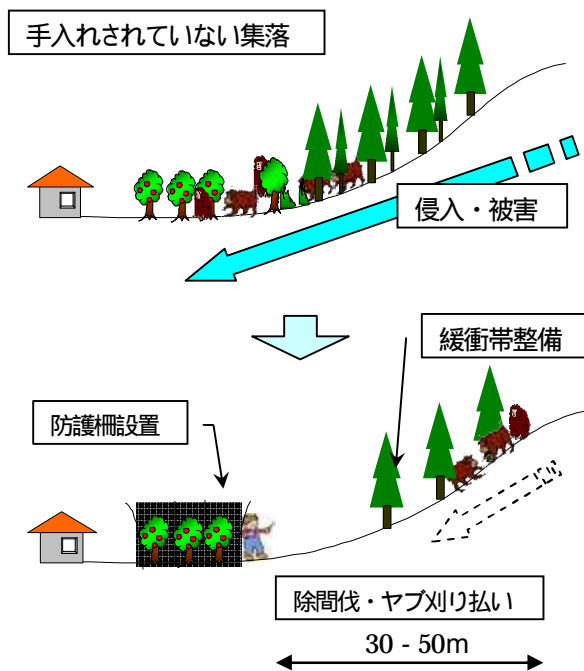 手入れされていない集落
侵入・被害
緩衝帯整備
防護柵設置
除間伐・ヤブ刈り払い
30 - 50m